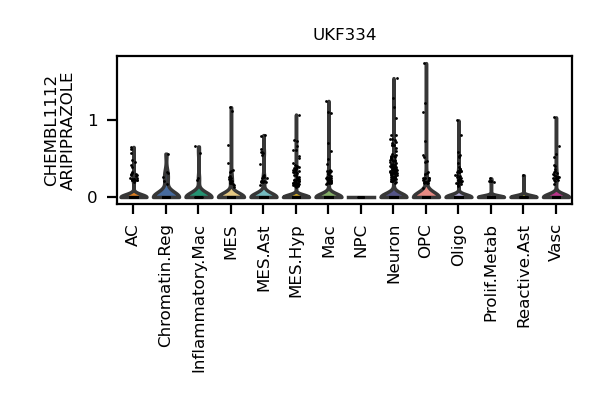 UKF334
CHEMBL1112
ARIPIPRAZOLE
1
0
AC
Chromatin.Reg
Inflammatory.Mac
MES
MES.Ast
MES.Hyp
Mac
NPC
Neuron
OPC
Oligo
Prolif.Metab
Reactive.Ast
Vasc